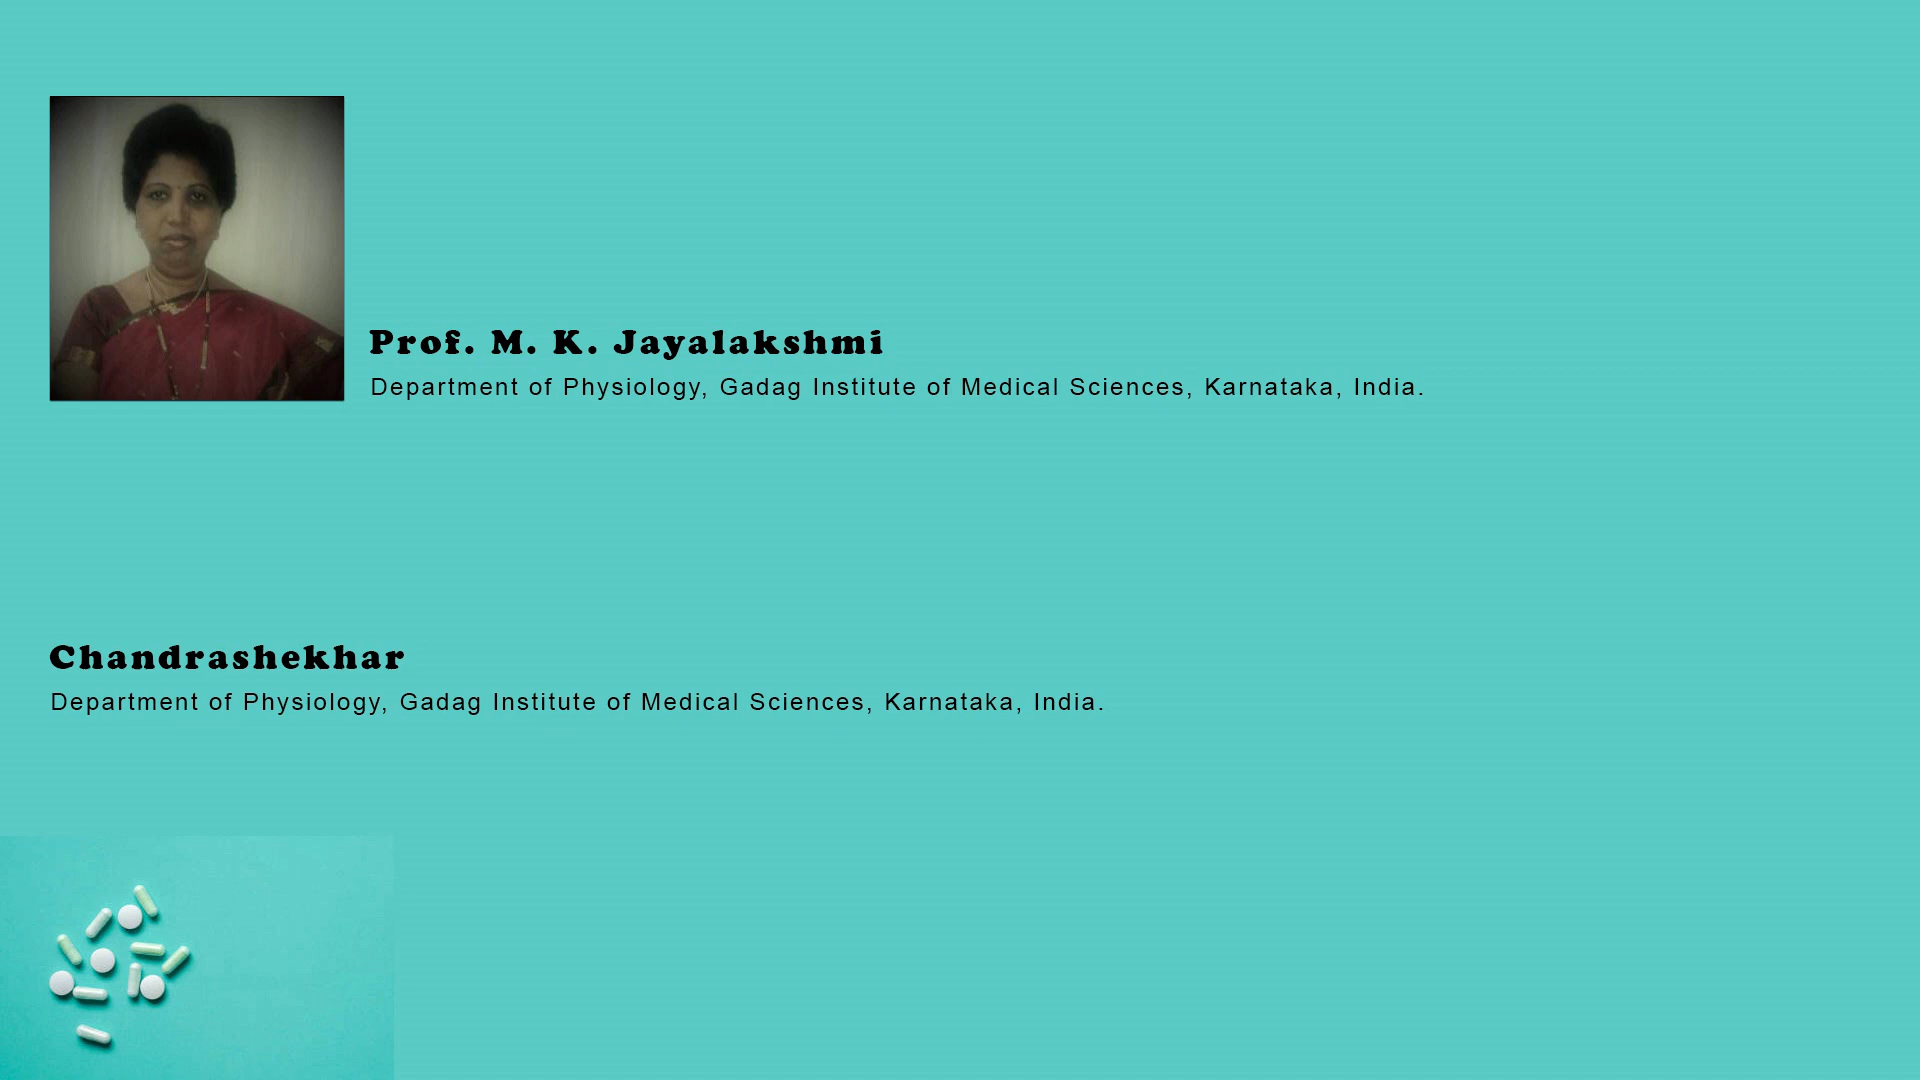 Prof. M. K. Jayalakshmi
Department of Physiology, Gadag Institute of Medical Sciences, Karnataka, India.
Chandrashekhar
Department of Physiology, Gadag Institute of Medical Sciences, Karnataka, India.